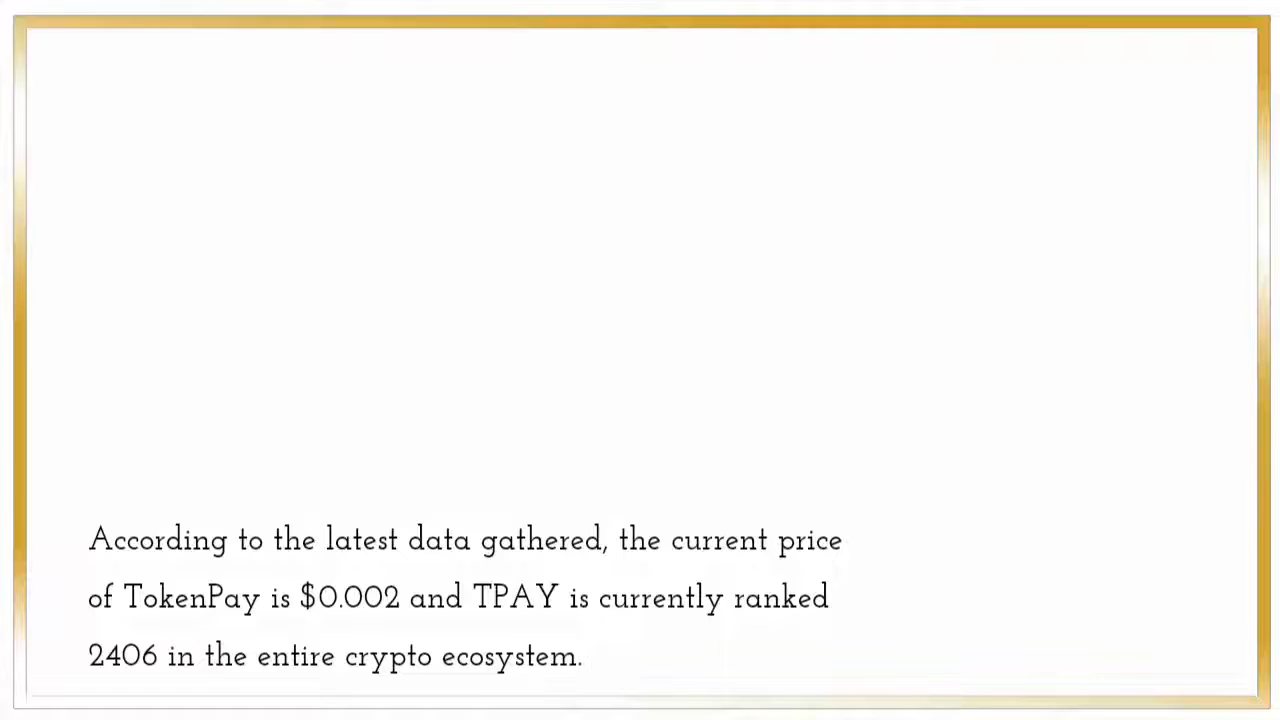 According to the latest data gathered, the current price
of TokenPay is $0.002 and TPAY is currently ranked
2406 in the entire crypto ecosystem.